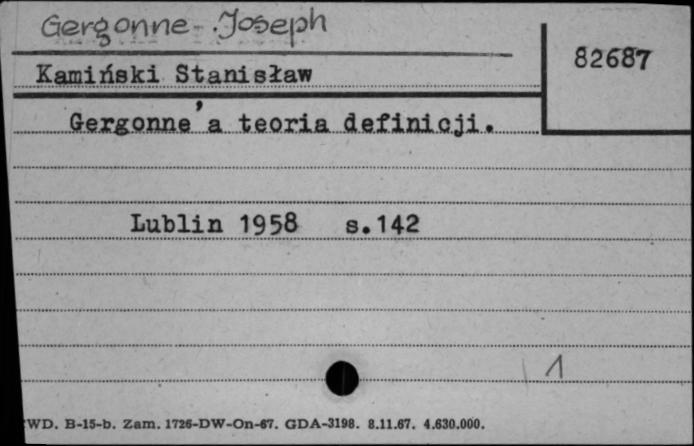 Gergonne - Joseph
82687
Kamiński Stanisław
Gergonne'a teoria definicji.
Lublin 1958 s.142
1
WD. B-15-b. Zam. 1726-DW-On-67. GDA-3198. 8.11.67. 4.630.000.